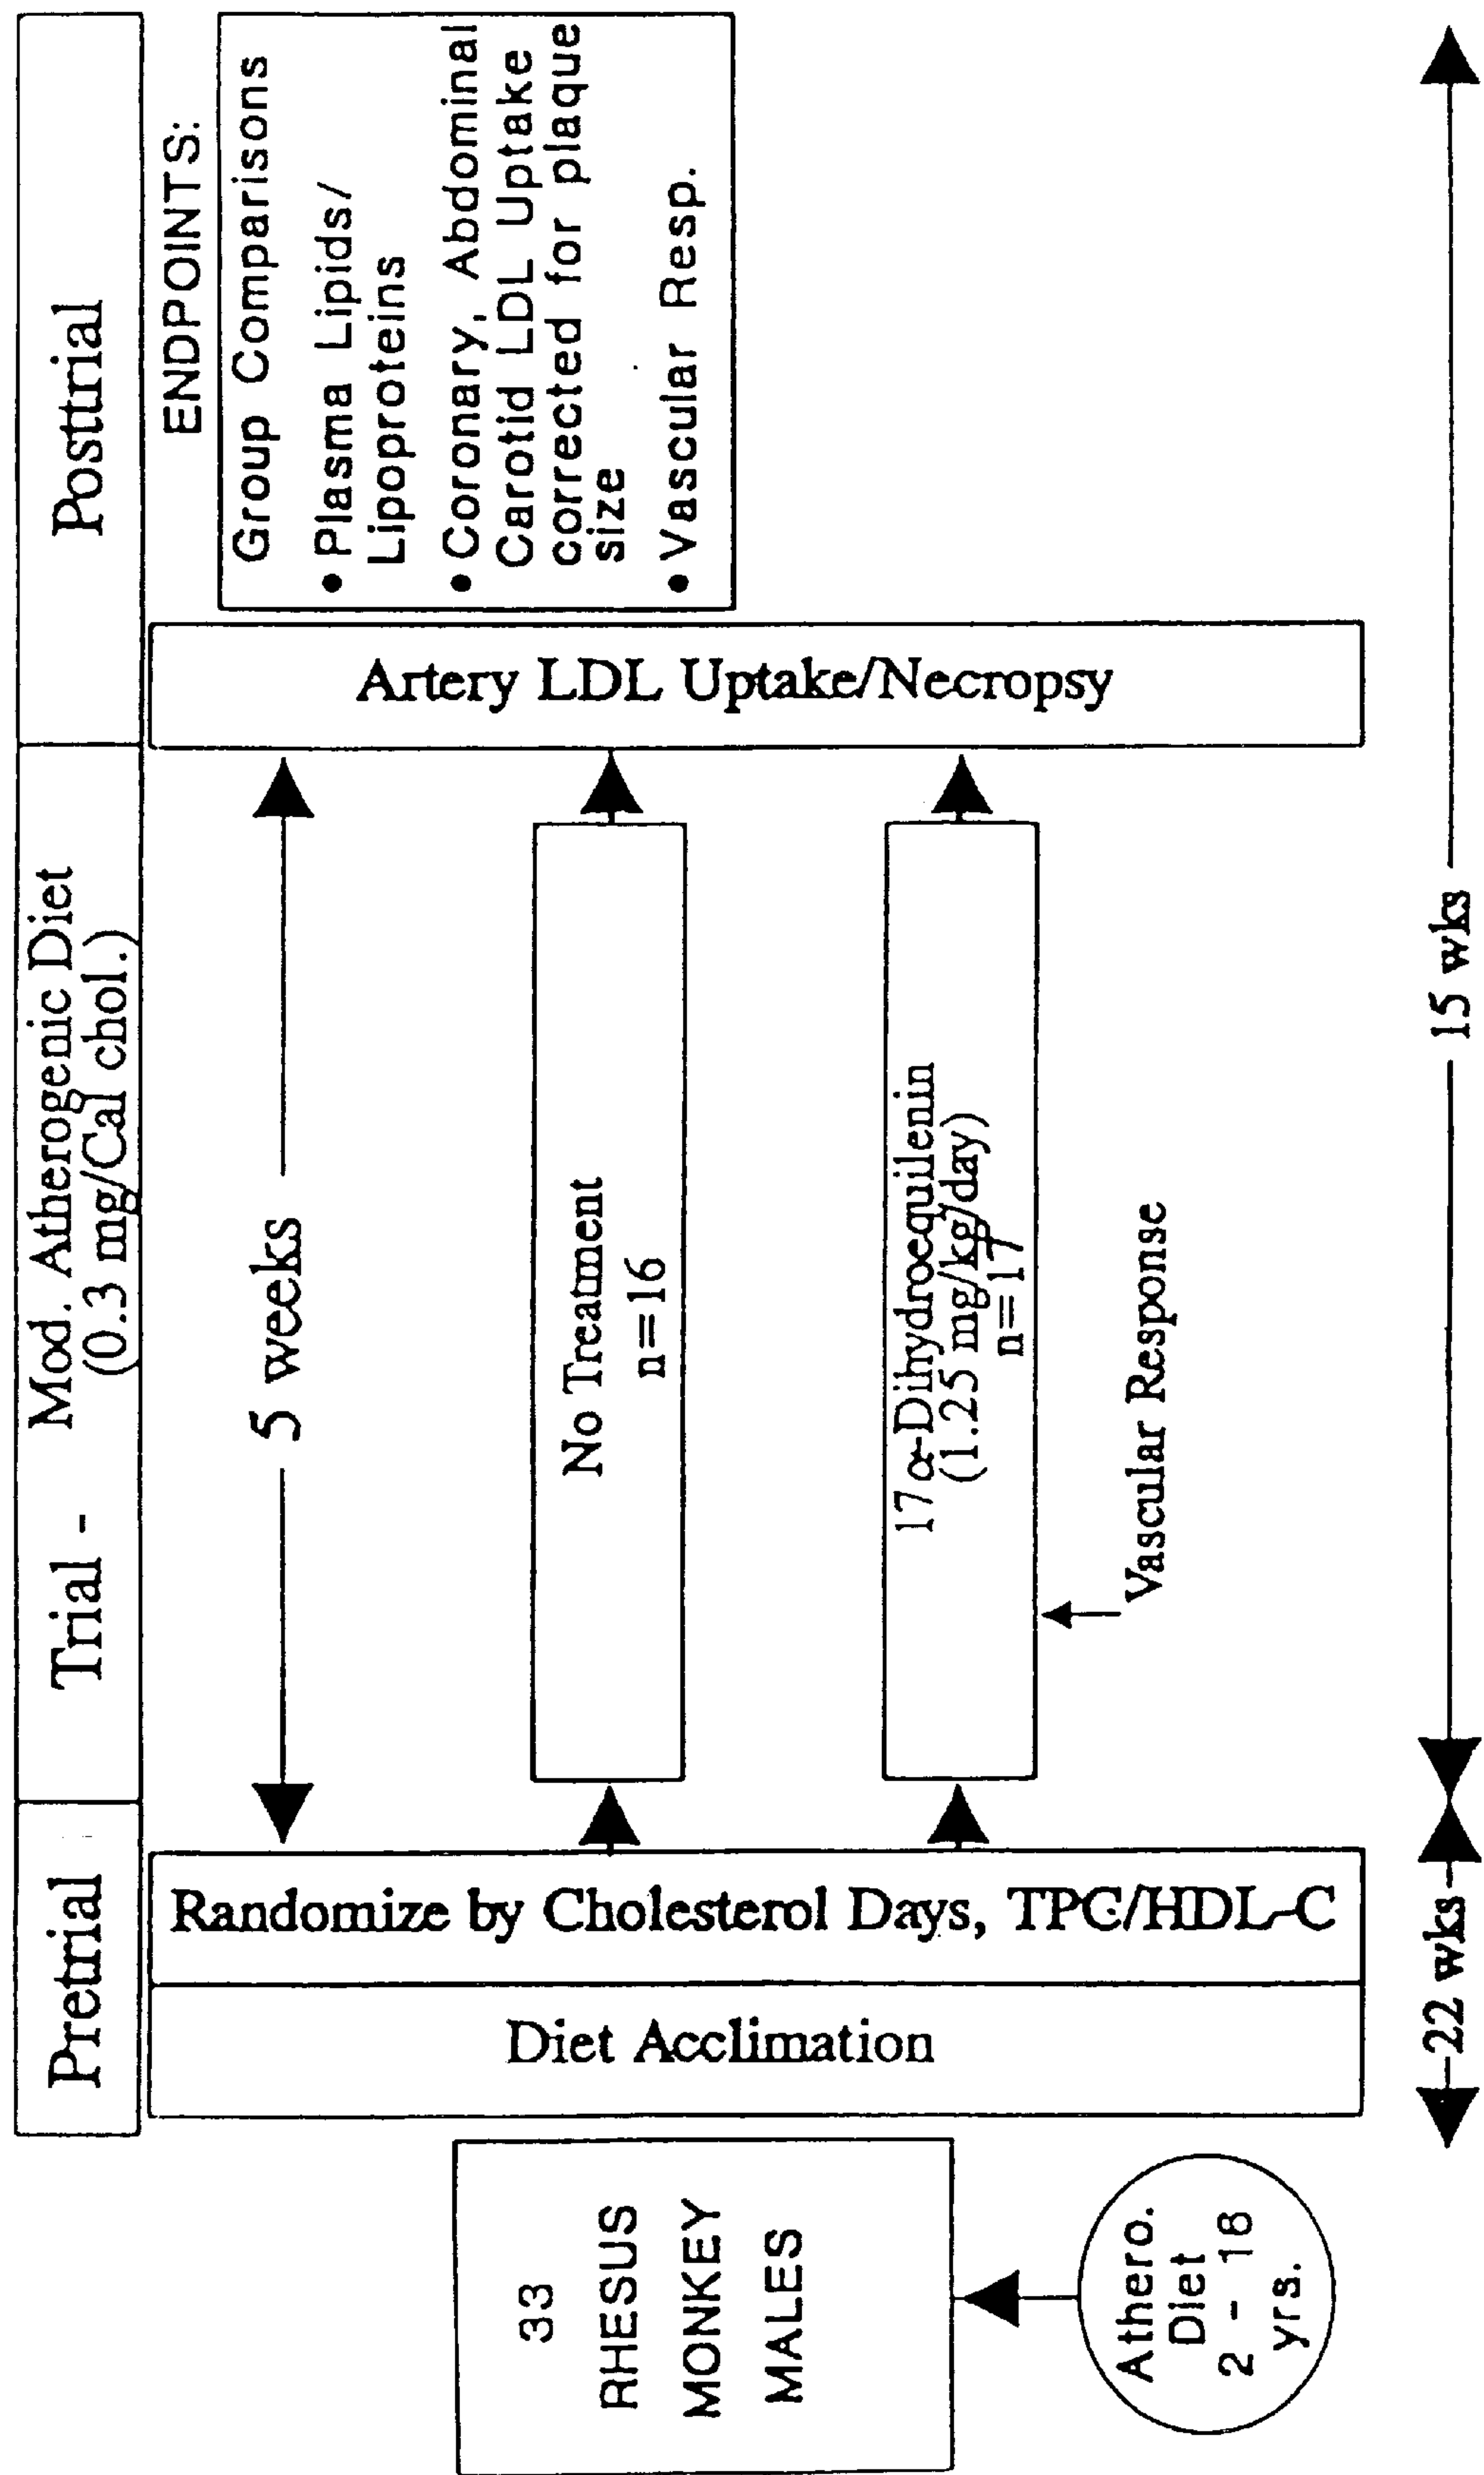 Pretrial
Trial - Mod. Atherogenic Diet
(0.3 mg/Cal chol.)
Posttrial
33
RHESUS
MONKEY
MALES
Athero.
Diet
2 - 16
yrs.
Diet Acclimation
Randomize by Cholesterol Days, TPC/HDL-C
5 weeks
No Treatment
n=16
17 α-Dihydroequilenin
(1.25 mg/kg/day)
n=17
Vascular Response
Artery LDL Uptake/Necropsy
ENDPOINTS:
Group Comparisons
• Plasma Lipids/
Lipoproteins
• Coronary, Abdominal
Carotid LDL Uptake
corrected for plaque
size
• Vascular Resp.
22 wks
15 wks